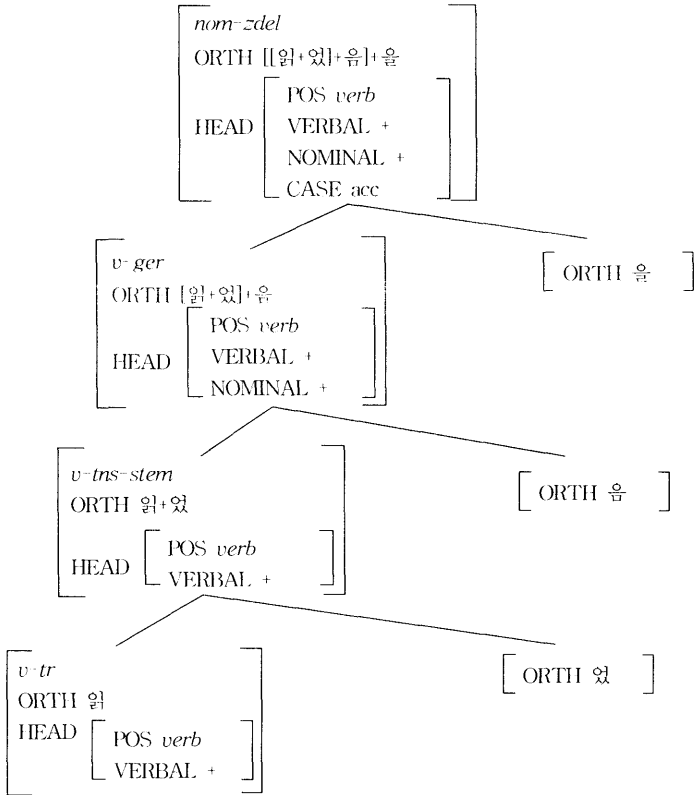 nom-zdel
ORTH [[읽+었]+음]+을
POS verb
HEAD VERBAL +
NOMINAL +
CASE acc
v-ger
ORTH [읽+었]+음
POS verb
HEAD VERBAL +
NOMINAL +
[ ORTH 을 ]
v-tns-stem
ORTH 읽+었
POS verb
HEAD VERBAL +
[ ORTH 음 ]
v-tr
ORTH 읽
HEAD POS verb
VERBAL +
[ ORTH 었 ]